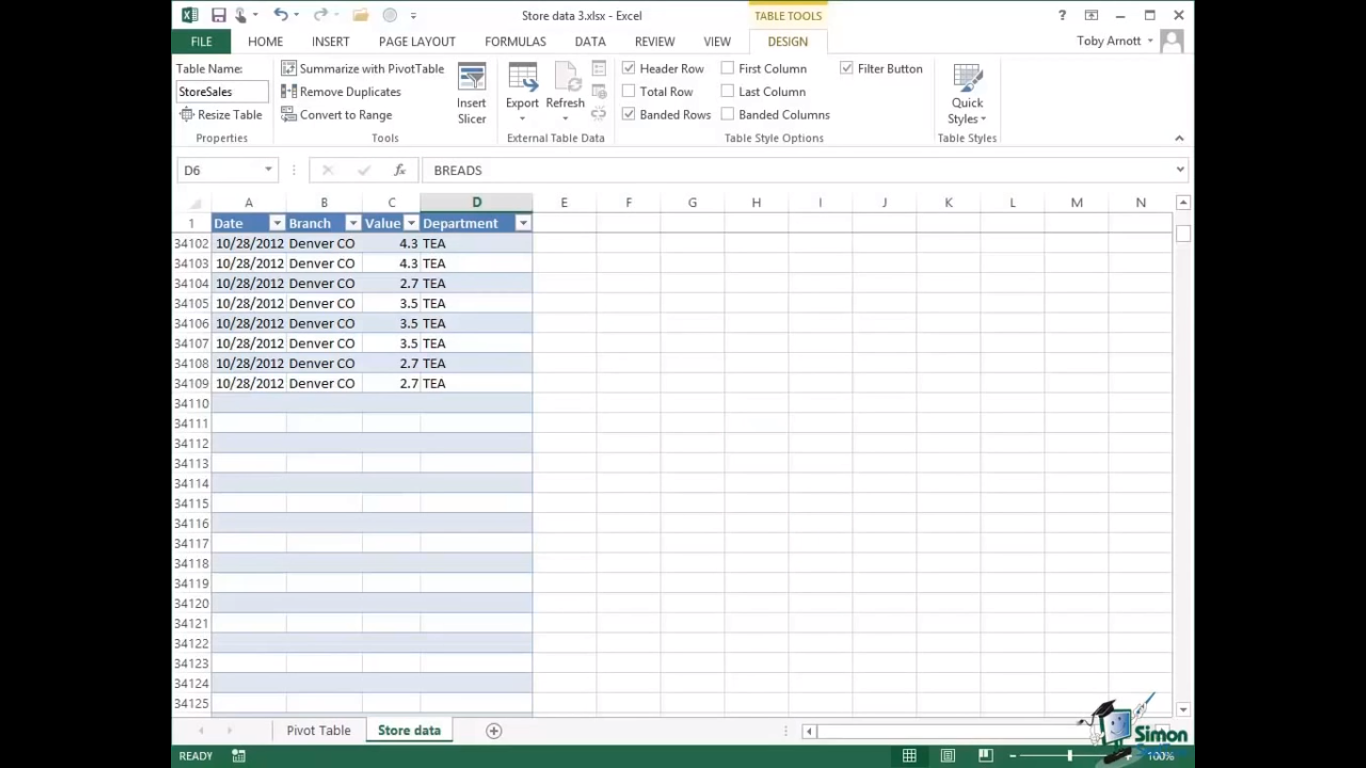 Store data 3.xlsx - Excel
TABLE TOOLS
?
FILE HOME INSERT PAGE LAYOUT FORMULAS DATA REVIEW VIEW DESIGN Toby Arnott
Table Name:
StoreSales
Resize Table
Properties
Summarize with PivotTable
Remove Duplicates
Convert to Range
Tools
Insert
Slicer
Export Refresh
External Table Data
Header Row First Column Filter Button
Total Row Last Column
Banded Rows Banded Columns
Table Style Options
Quick
Styles
Table Styles
D6 fx BREADS
A B C D E F G H I J K L M N
1 Date Branch Value Department
34102 10/28/2012 Denver CO 4.3 TEA
34103 10/28/2012 Denver CO 4.3 TEA
34104 10/28/2012 Denver CO 2.7 TEA
34105 10/28/2012 Denver CO 3.5 TEA
34106 10/28/2012 Denver CO 3.5 TEA
34107 10/28/2012 Denver CO 3.5 TEA
34108 10/28/2012 Denver CO 2.7 TEA
34109 10/28/2012 Denver CO 2.7 TEA
34110
34111
34112
34113
34114
34115
34116
34117
34118
34119
34120
34121
34122
34123
34124
34125
Pivot Table Store data
Simon
READY 100%